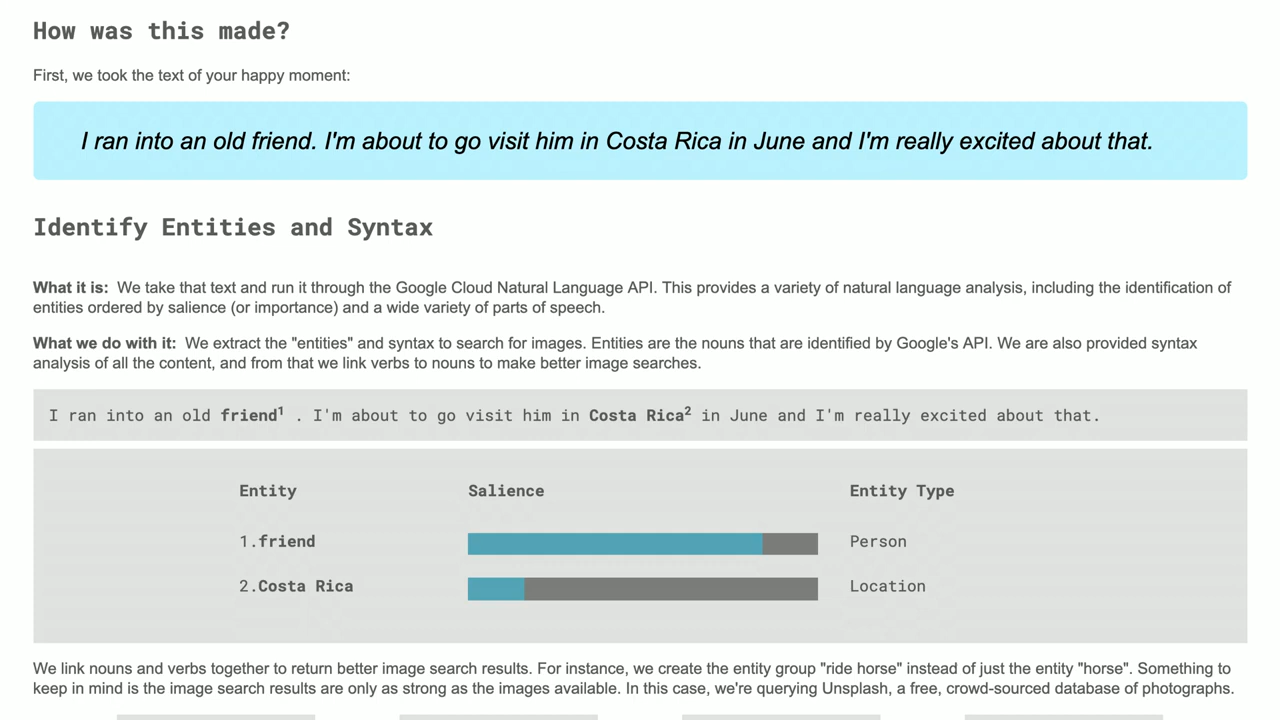 How was this made?
First, we took the text of your happy moment:
I ran into an old friend. I'm about to go visit him in Costa Rica in June and I'm really excited about that.
Identify Entities and Syntax
What it is: We take that text and run it through the Google Cloud Natural Language API. This provides a variety of natural language analysis, including the identification of
entities ordered by salience (or importance) and a wide variety of parts of speech.
What we do with it: We extract the "entities" and syntax to search for images. Entities are the nouns that are identified by Google's API. We are also provided syntax
analysis of all the content, and from that we link verbs to nouns to make better image searches.
I ran into an old friend¹ . I'm about to go visit him in Costa Rica² in June and I'm really excited about that.
Entity Salience Entity Type
1.friend Person
2.Costa Rica Location
We link nouns and verbs together to return better image search results. For instance, we create the entity group "ride horse" instead of just the entity "horse". Something to
keep in mind is the image search results are only as strong as the images available. In this case, we're querying Unsplash, a free, crowd-sourced database of photographs.